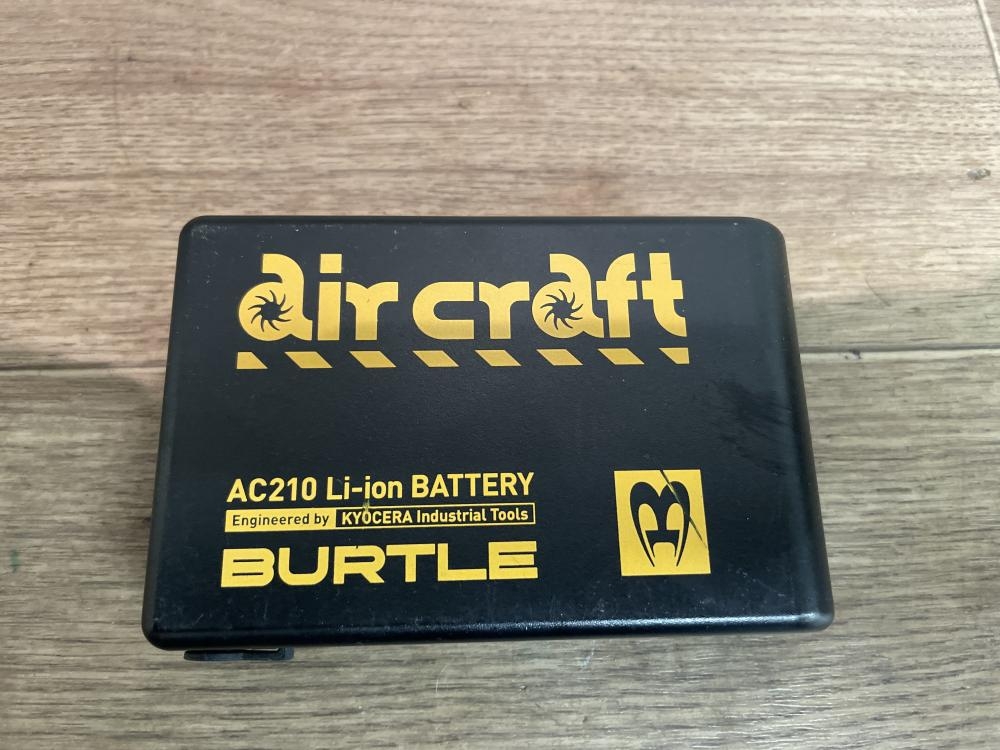 air craft
AC210 Li-ion BATTERY
Engineered by KYOCERA Industrial Tools
BURTLE
B